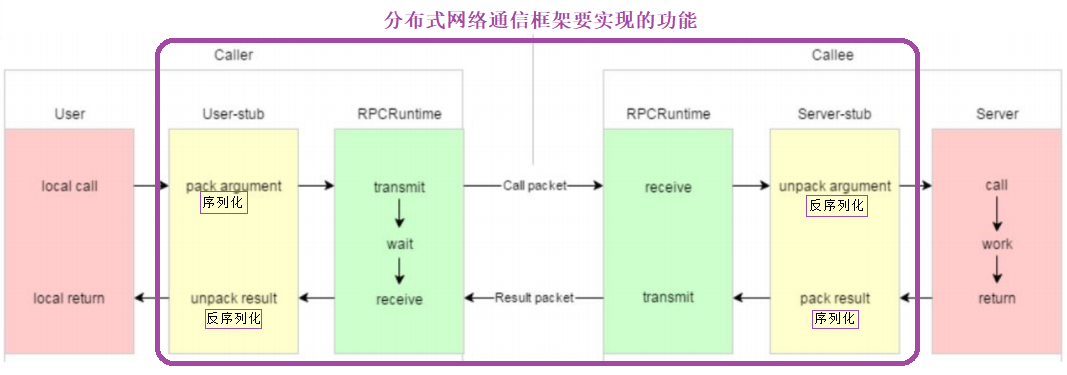 分布式网络通信框架要实现的功能
Caller
Callee
User
User-stub
RPCRuntime
RPCRuntime
Server-stub
Server
local call
pack argument
transmit
Call packet
receive
unpack argument
call
序列化
反序列化
wait
work
local return
unpack result
receive
Result packet
transmit
pack result
return
反序列化
序列化